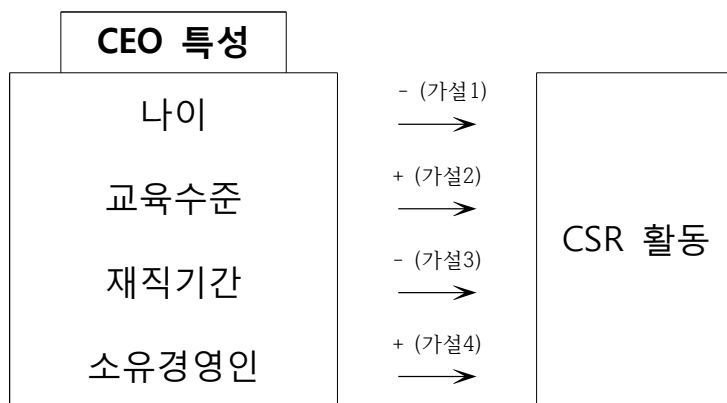 CEO 특성
나이
- (가설1)
교육수준
+ (가설2)
CSR 활동
재직기간
- (가설3)
소유경영인
+ (가설4)